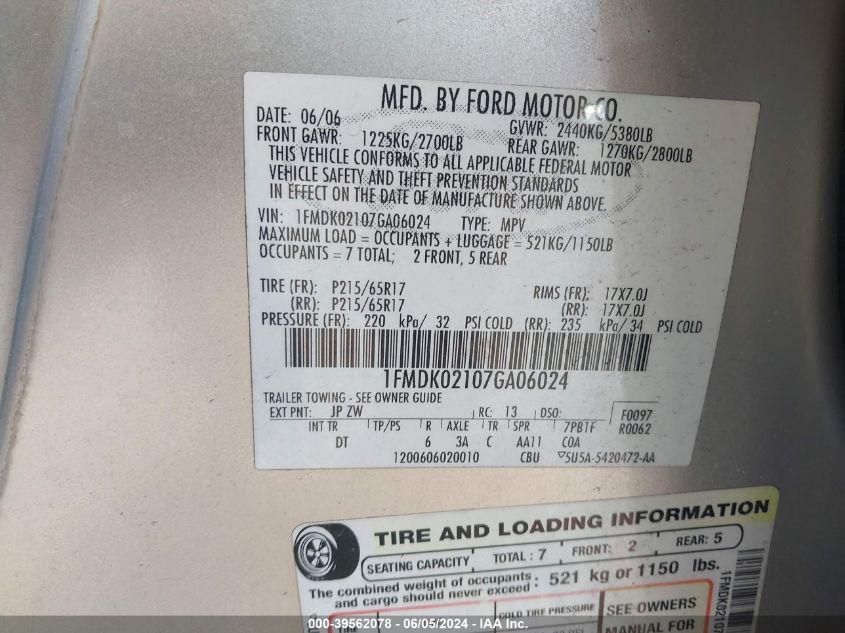 MFD. BY FORD MOTOR CO.
DATE: 06/06 GVWR: 2440KG/5380LB
FRONT GAWR: 1225KG/2700LB REAR GAWR: 1270KG/2800LB
THIS VEHICLE CONFORMS TO ALL APPLICABLE FEDERAL MOTOR
VEHICLE SAFETY AND THEFT PREVENTION STANDARDS
IN EFFECT ON THE DATE OF MANUFACTURE SHOWN ABOVE.
VIN: 1FMDK02107GA06024 TYPE: MPV
MAXIMUM LOAD = OCCUPANTS + LUGGAGE = 521KG/1150LB
OCCUPANTS = 7 TOTAL; 2 FRONT, 5 REAR
TIRE (FR): P215/65R17 RIMS (FR): 17X7.0J
(RR): P215/65R17 (RR): 17X7.0J
PRESSURE (FR): 220 kPa/ 32 PSI COLD (RR): 235 kPa/ 34 PSI COLD
1FMDK02107GA06024
TRAILER TOWING - SEE OWNER GUIDE
EXT PNT: JP ZW RC: 13 DSO: F0097
INT TR TP/PS R AXLE TR SPR 7PB1F R0062
DT 6 3A C AA11 COA
1200606020010 CBU 5U5A-5420472-AA
TIRE AND LOADING INFORMATION
SEATING CAPACITY TOTAL : 7 FRONT: 2 REAR: 5
The combined weight of occupants and cargo should never exceed : 521 kg or 1150 lbs.
COLD TIRE PRESSURE SEE OWNERS
MANUAL FOR
1FMDK02107
000-39562078 - 06/05/2024 - IAA Inc.